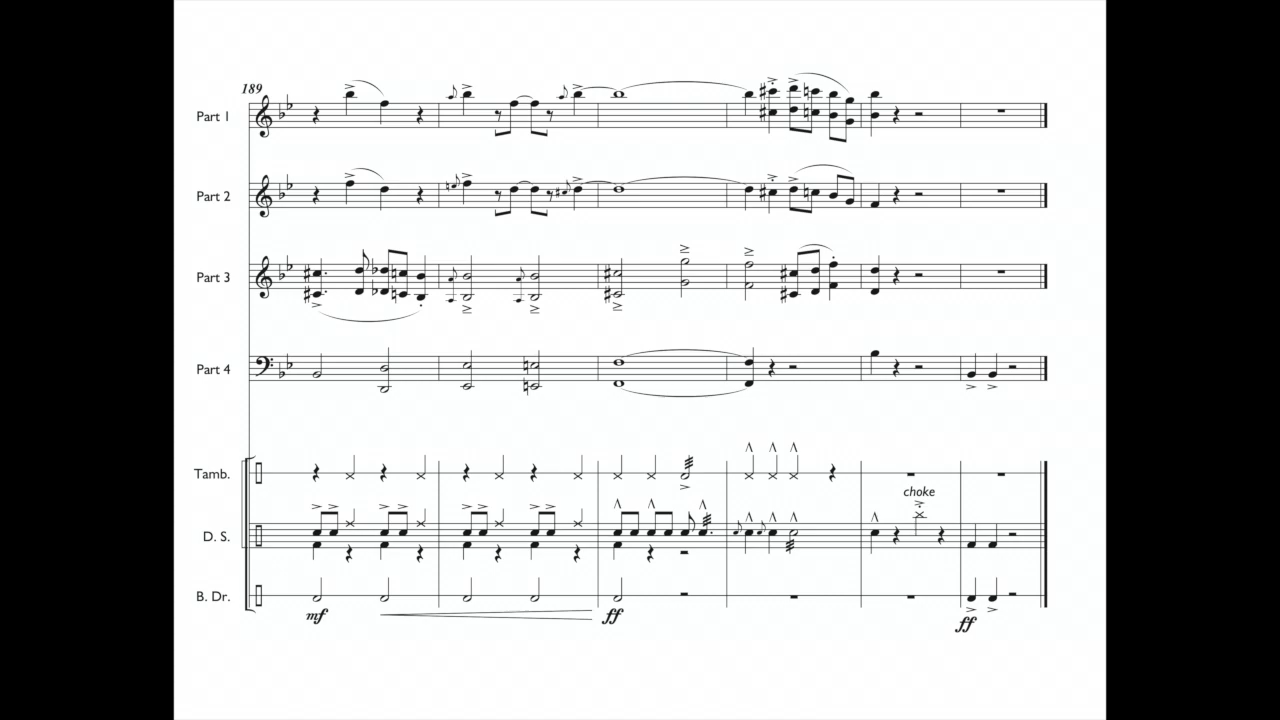 189
Part 1
Part 2
Part 3
Part 4
Tamb.
choke
D. S.
B. Dr.
mf
ff
ff